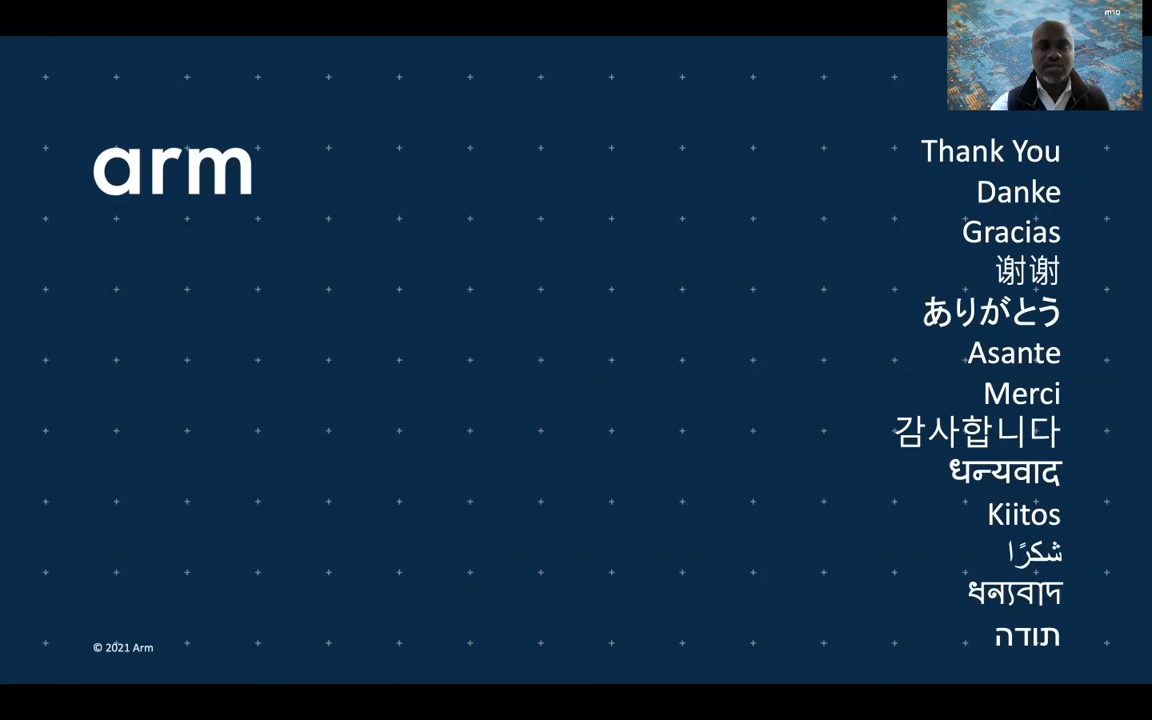 m10
arm
Thank You
Danke
Gracias
谢谢
ありがとう
Asante
Merci
감사합니다
धन्यवाद
Kiitos
شكرًا
ধন্যবাদ
תודה
© 2021 Arm